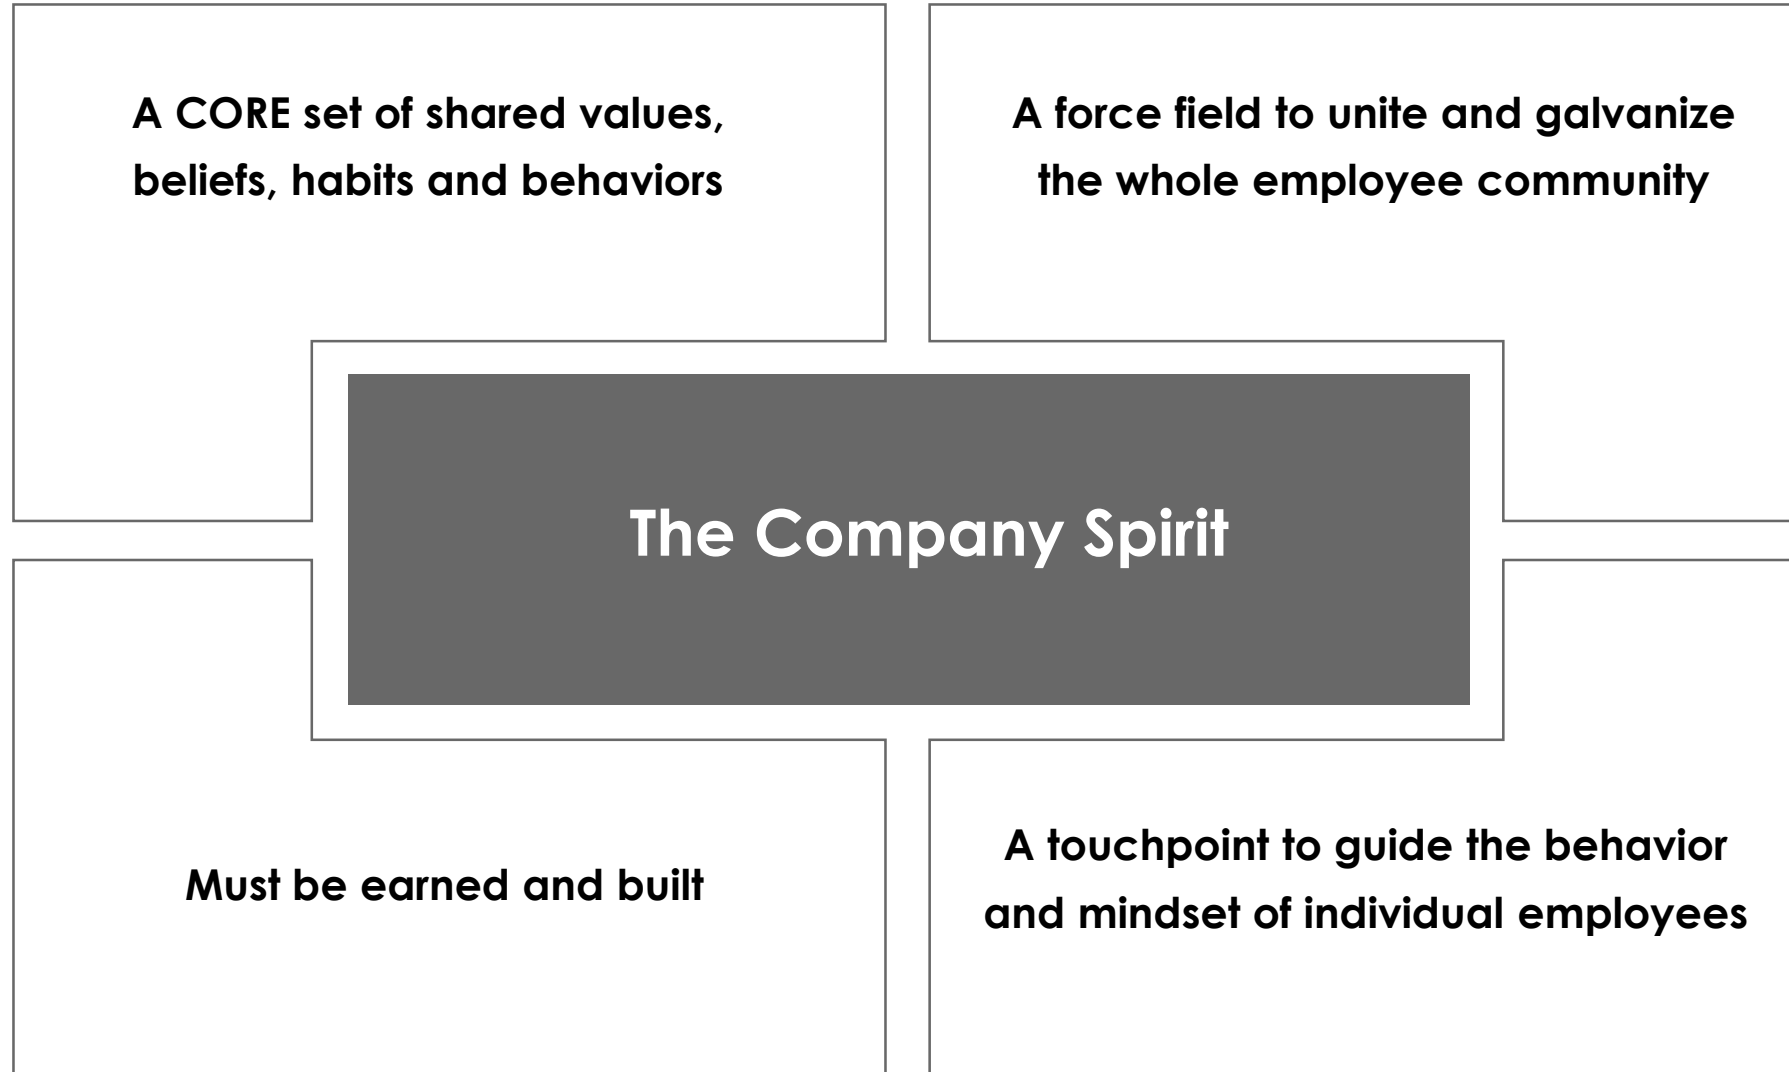 A CORE set of shared values,
beliefs, habits and behaviors
A force field to unite and galvanize
the whole employee community
The Company Spirit
Must be earned and built
A touchpoint to guide the behavior
and mindset of individual employees